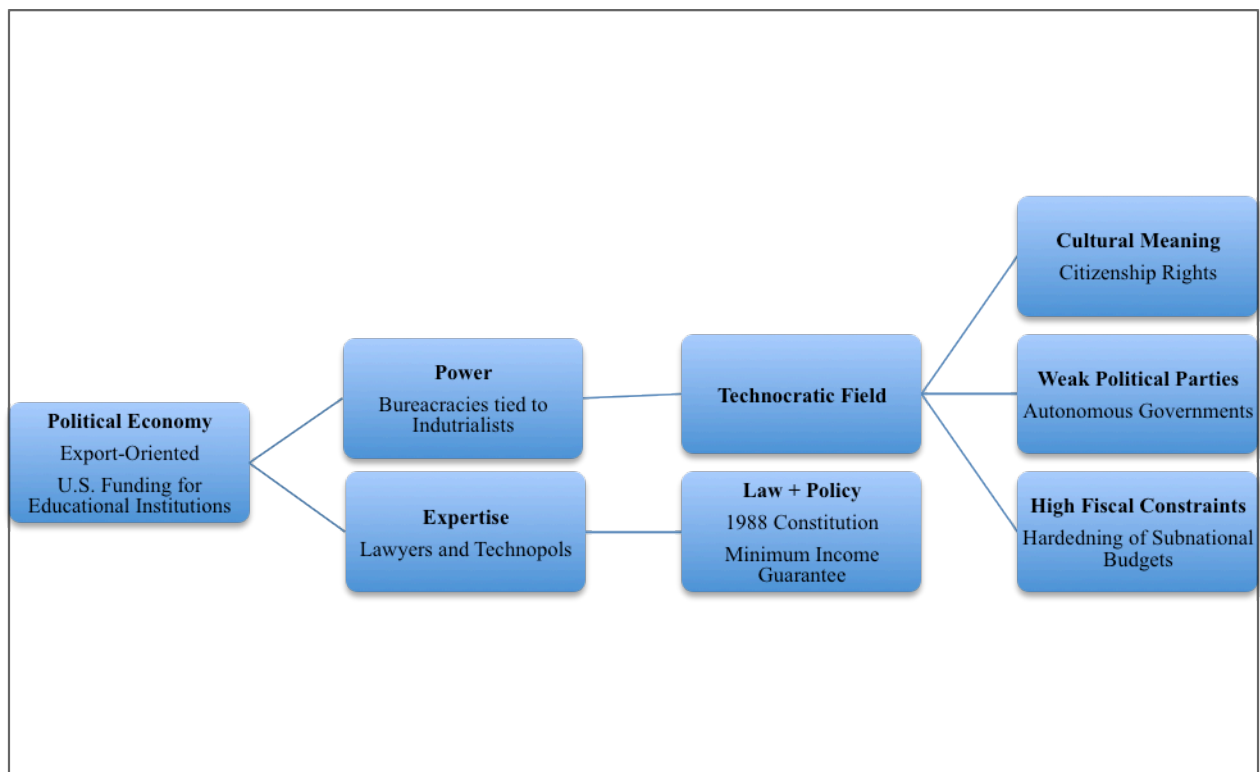 Political Economy
Export-Oriented
U.S. Funding for
Educational Institutions
Power
Bureacracies tied to
Indutrialists
Expertise
Lawyers and Technopols
Technocratic Field
Law + Policy
1988 Constitution
Minimum Income
Guarantee
Cultural Meaning
Citizenship Rights
Weak Political Parties
Autonomous Governments
High Fiscal Constraints
Hardedning of Subnational
Budgets